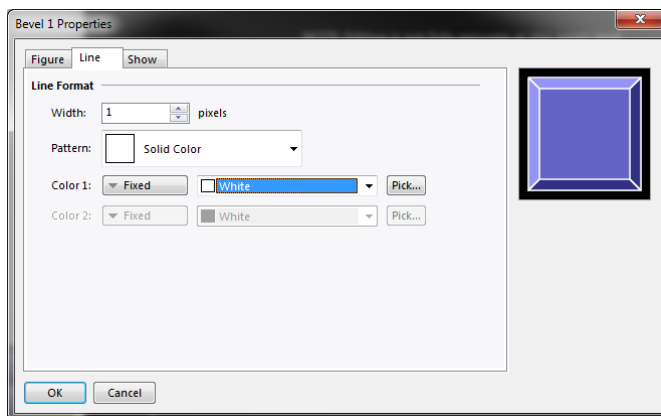 Bevel 1 Properties
Figure Line Show
Line Format
Width: 1 pixels
Pattern: Solid Color
Color 1: Fixed White Pick...
Color 2: Fixed White Pick...
OK Cancel